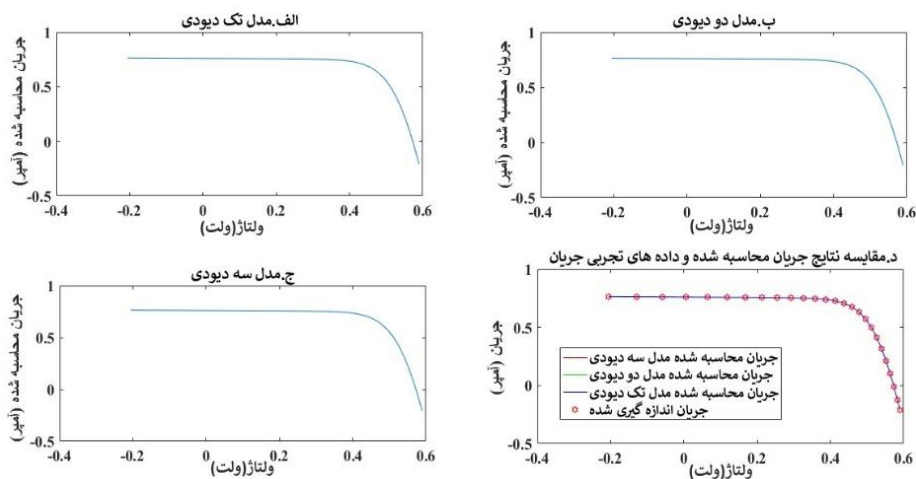 الف.مدل تک دیودی
جریان محاسبه شده (آمپر)
1
0.5
0
-0.5
-0.4
-0.2
0
0.2
0.4
0.6
ولتاژ(ولت)
ب.مدل دو دیودی
جریان محاسبه شده (آمپر)
1
0.5
0
-0.5
-0.4
-0.2
0
0.2
0.4
0.6
ولتاژ(ولت)
ج.مدل سه دیودی
جریان محاسبه شده (آمپر)
1
0.5
0
-0.5
-0.4
-0.2
0
0.2
0.4
0.6
ولتاژ(ولت)
د.مقایسه نتایج جریان محاسبه شده و داده های تجربی جریان
جریان (آمپر)
1
0.5
0
-0.5
جریان محاسبه شده مدل سه دیودی
جریان محاسبه شده مدل دو دیودی
جریان محاسبه شده مدل تک دیودی
جریان اندازه گیری شده
-0.4
-0.2
0
0.2
0.4
0.6
ولتاژ(ولت)